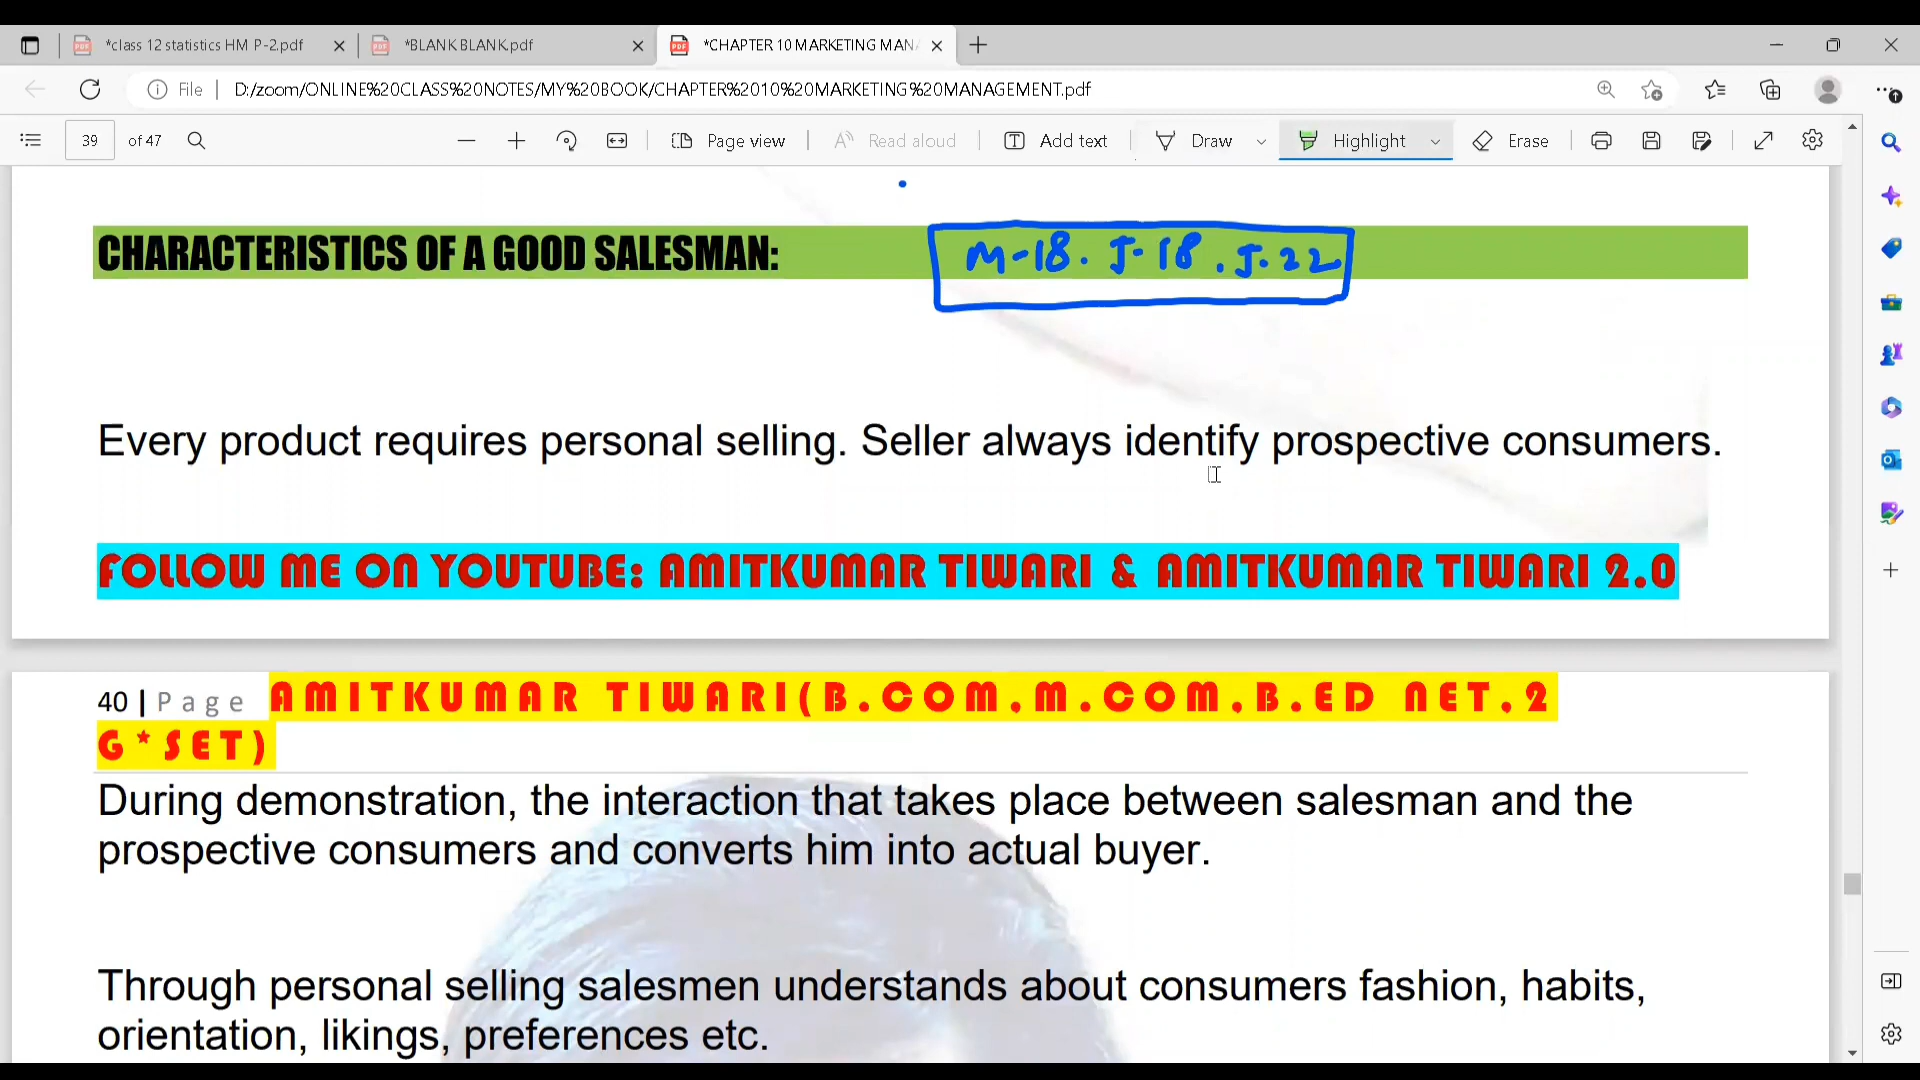 *class 12 statistics HM P-2.pdf
*BLANK BLANK.pdf
*CHAPTER 10 MARKETING MAN
File
D:/zoom/ONLINE%20CLASS%20NOTES/MY%20BOOK/CHAPTER%2010%20MARKETING%20MANAGEMENT.pdf
39 of 47
Page view
Read aloud
Add text
Draw
Highlight
Erase
CHARACTERISTICS OF A GOOD SALESMAN:
M-18. J-18. J-22.
Every product requires personal selling. Seller always identify prospective consumers.
FOLLOW ME ON YOUTUBE: AMITKUMAR TIWARI & AMITKUMAR TIWARI 2.0
40 | Page AMITKUMAR TIWARI(B.COM.M.COM.B.ED NET.2
G*SET)
During demonstration, the interaction that takes place between salesman and the
prospective consumers and converts him into actual buyer.
Through personal selling salesmen understands about consumers fashion, habits,
orientation, likings, preferences etc.